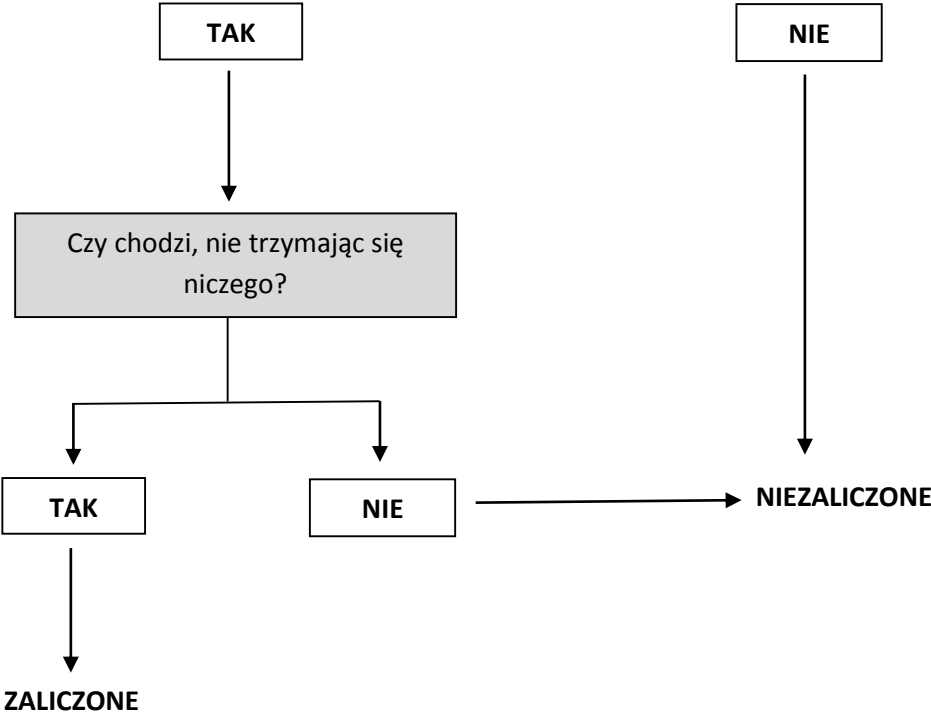 TAK
NIE
Czy chodzi, nie trzymając się
niczego?
TAK
NIE
NIEZALICZONE
ZALICZONE